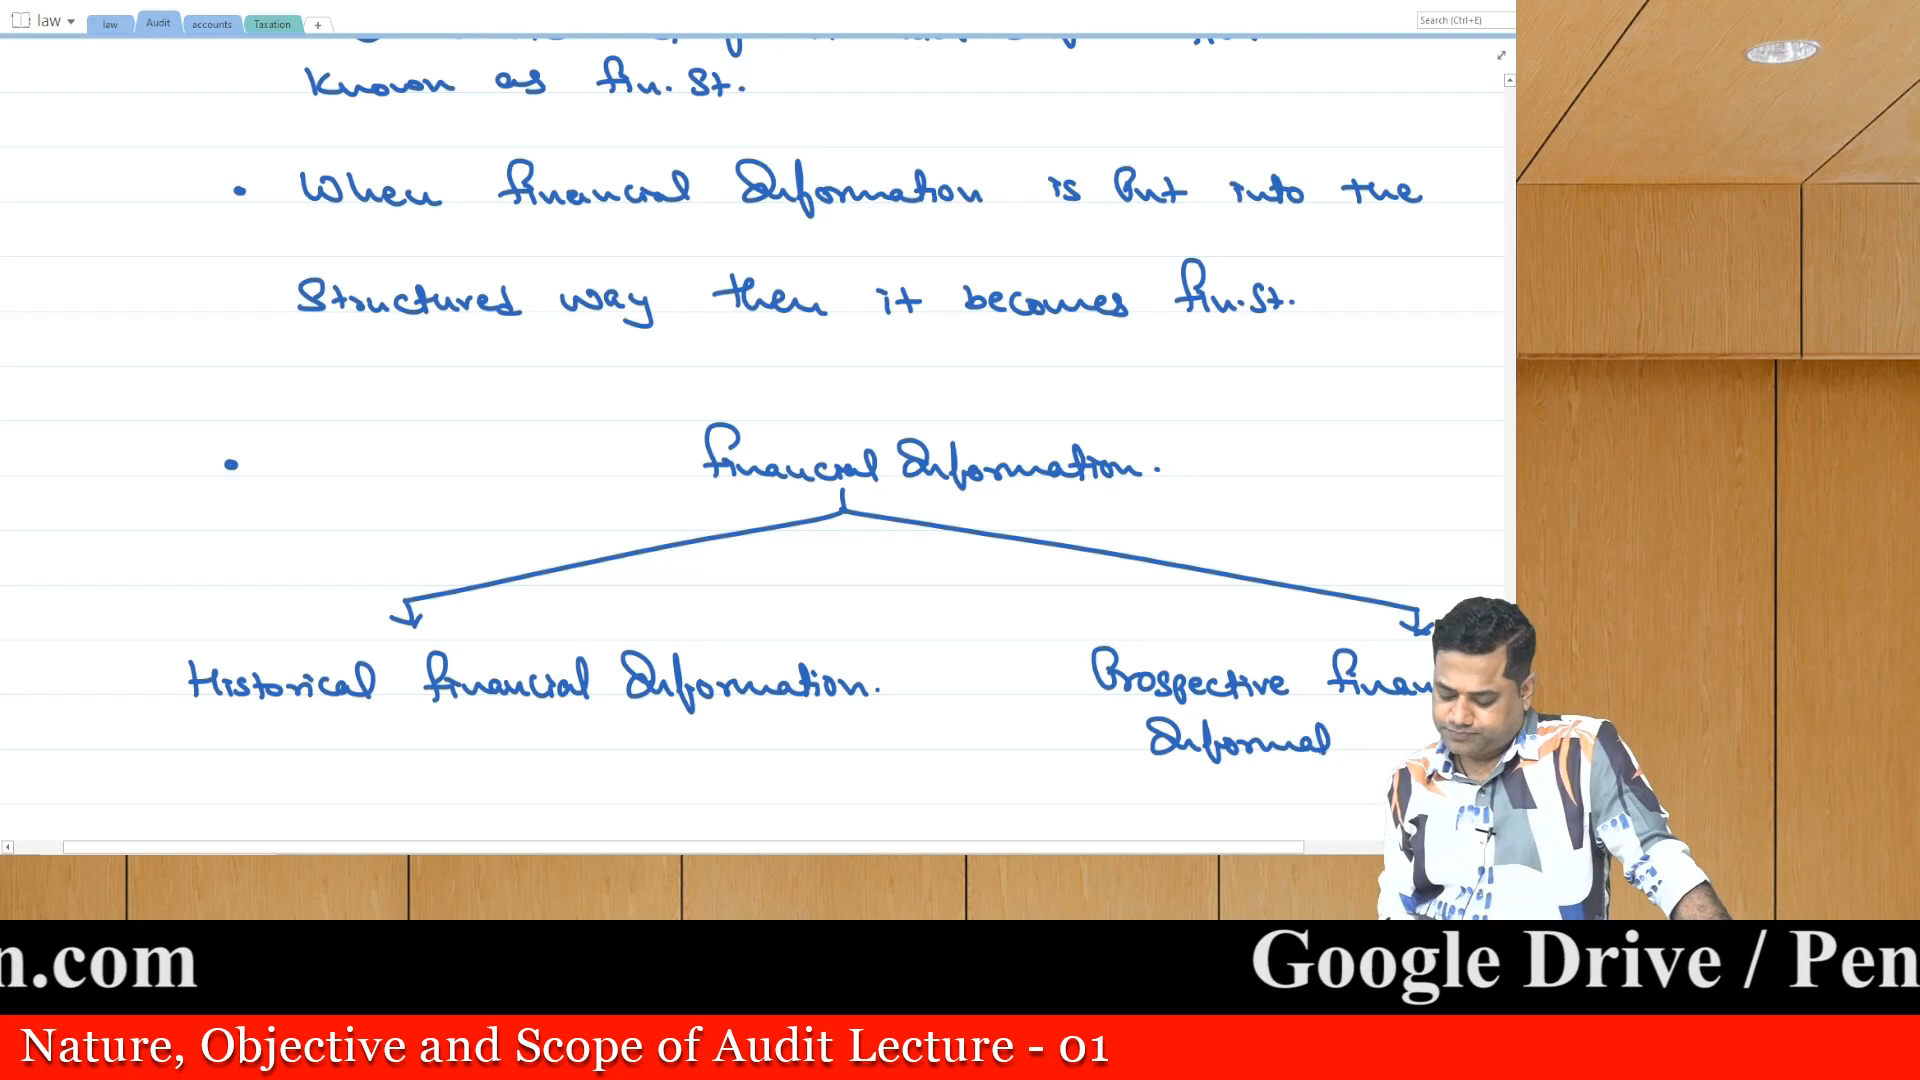 law
law Audit accounts Taxation +
Search (Ctrl+E)
known as fin. St.
• When financial Information is Put into the
Structured way then it becomes fin. St.
• financial Information.
Historical financial Information.
Prospective finan
Informal
n.com
Google Drive / Pen
Nature, Objective and Scope of Audit Lecture - 01